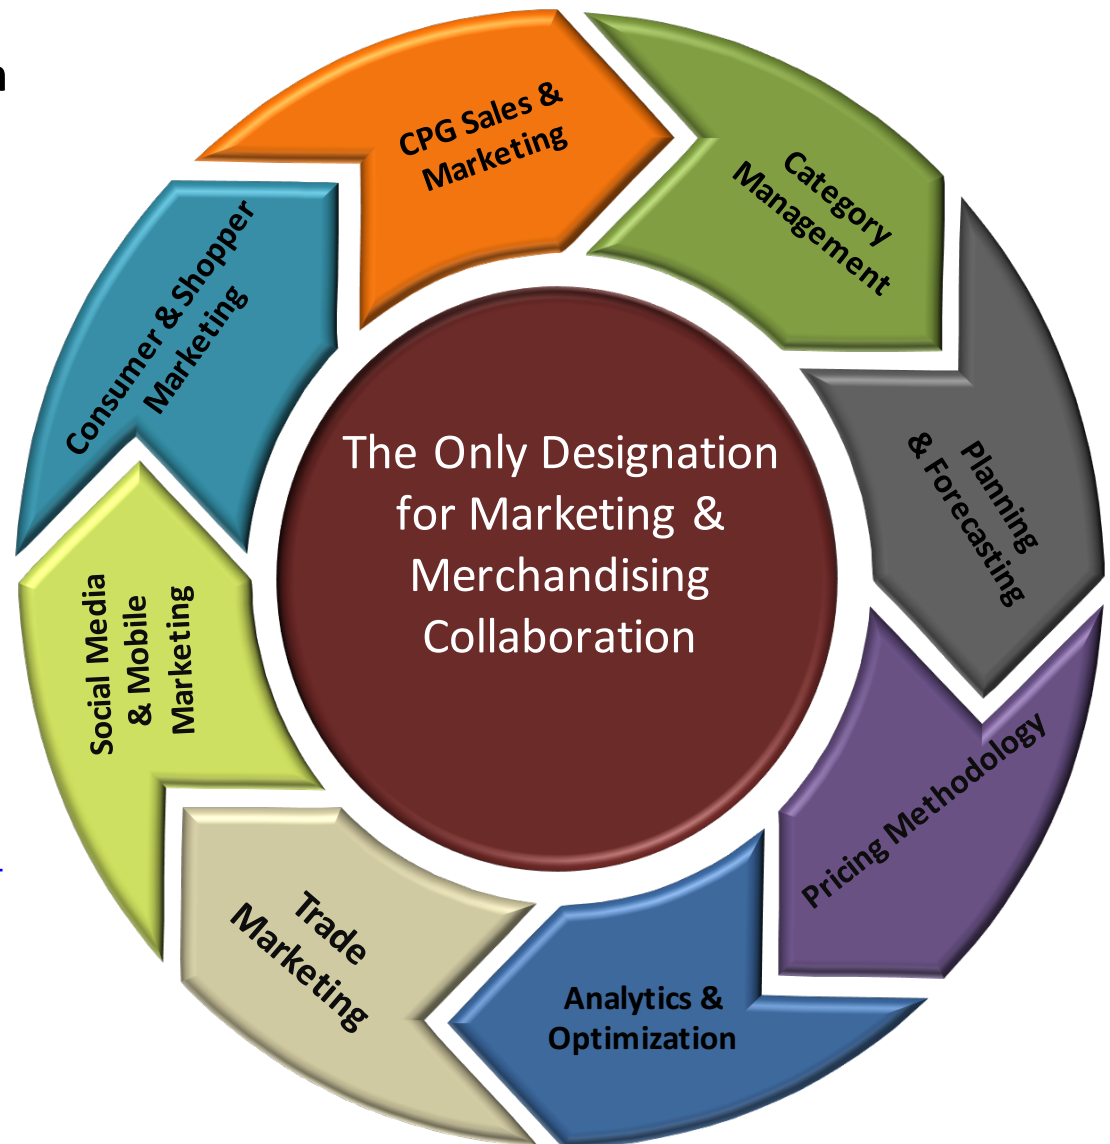 CPG Sales &
Marketing
Category
Management
Planning
& Forecasting
Pricing Methodology
Analytics &
Optimization
Trade
Marketing
Social Media
& Mobile
Marketing
Consumer & Shopper
Marketing
The Only Designation
for Marketing &
Merchandising
Collaboration